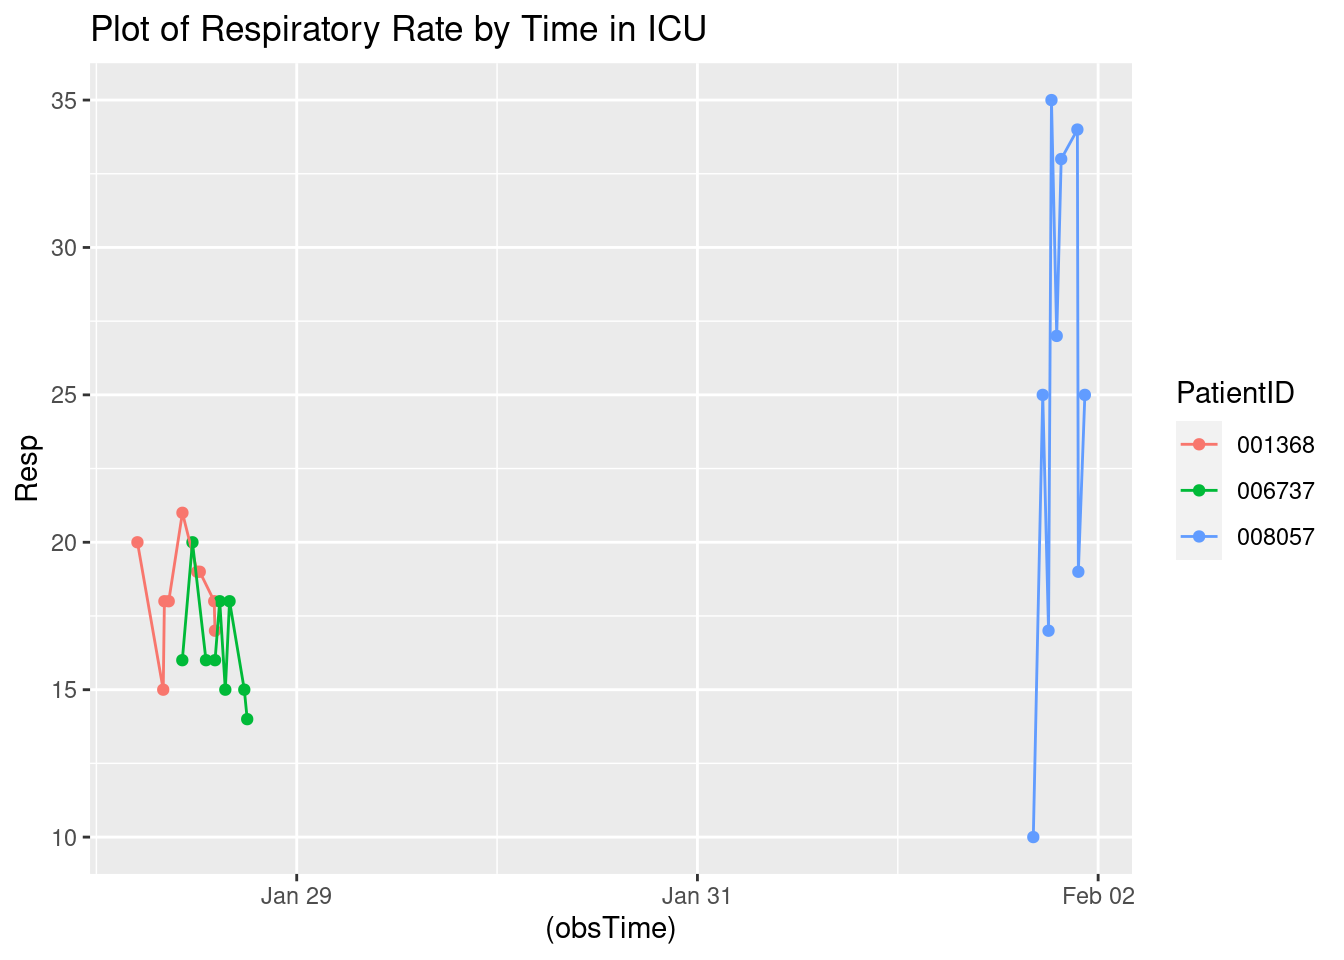 Plot of Respiratory Rate by Time in ICU
35
30
25
20
15
10
Resp
Jan 29
Jan 31
Feb 02
(obsTime)
PatientID
001368
006737
008057